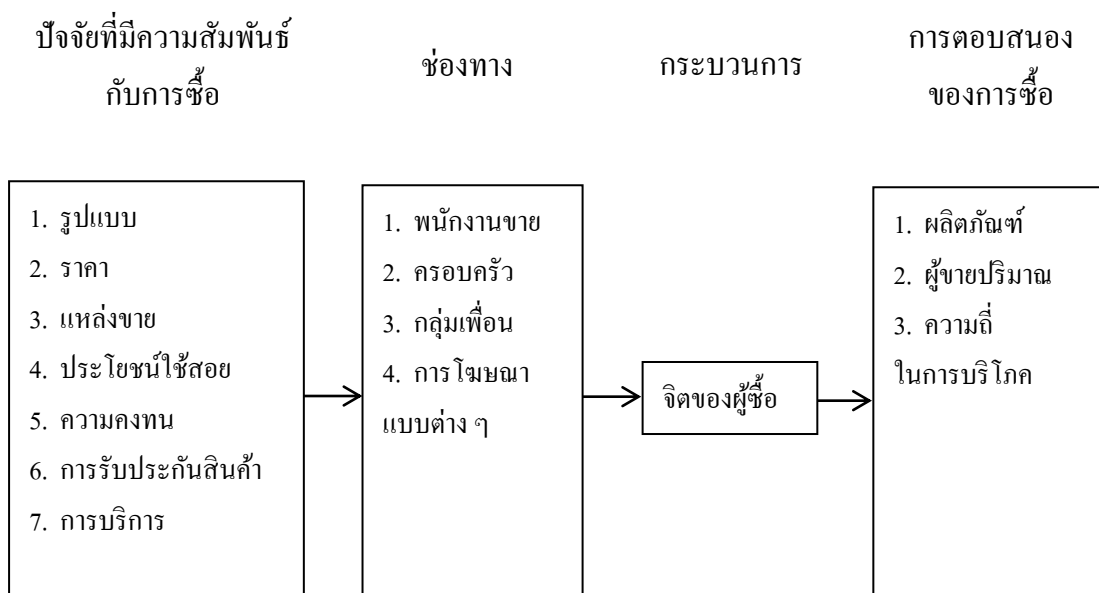 ปัจจัยที่มีความสัมพันธ์
กับการซื้อ
ช่องทาง
กระบวนการ
การตอบสนอง
ของการซื้อ
1. รูปแบบ
2. ราคา
3. แหล่งขาย
4. ประโยชน์ใช้สอย
5. ความคงทน
6. การรับประกันสินค้า
7. การบริการ
1. พนักงานขาย
2. ครอบครัว
3. กลุ่มเพื่อน
4. การโฆษณา
แบบต่าง ๆ
จิตของผู้ซื้อ
1. ผลิตภัณฑ์
2. ผู้ขายปริมาณ
3. ความถี่
ในการบริโภค